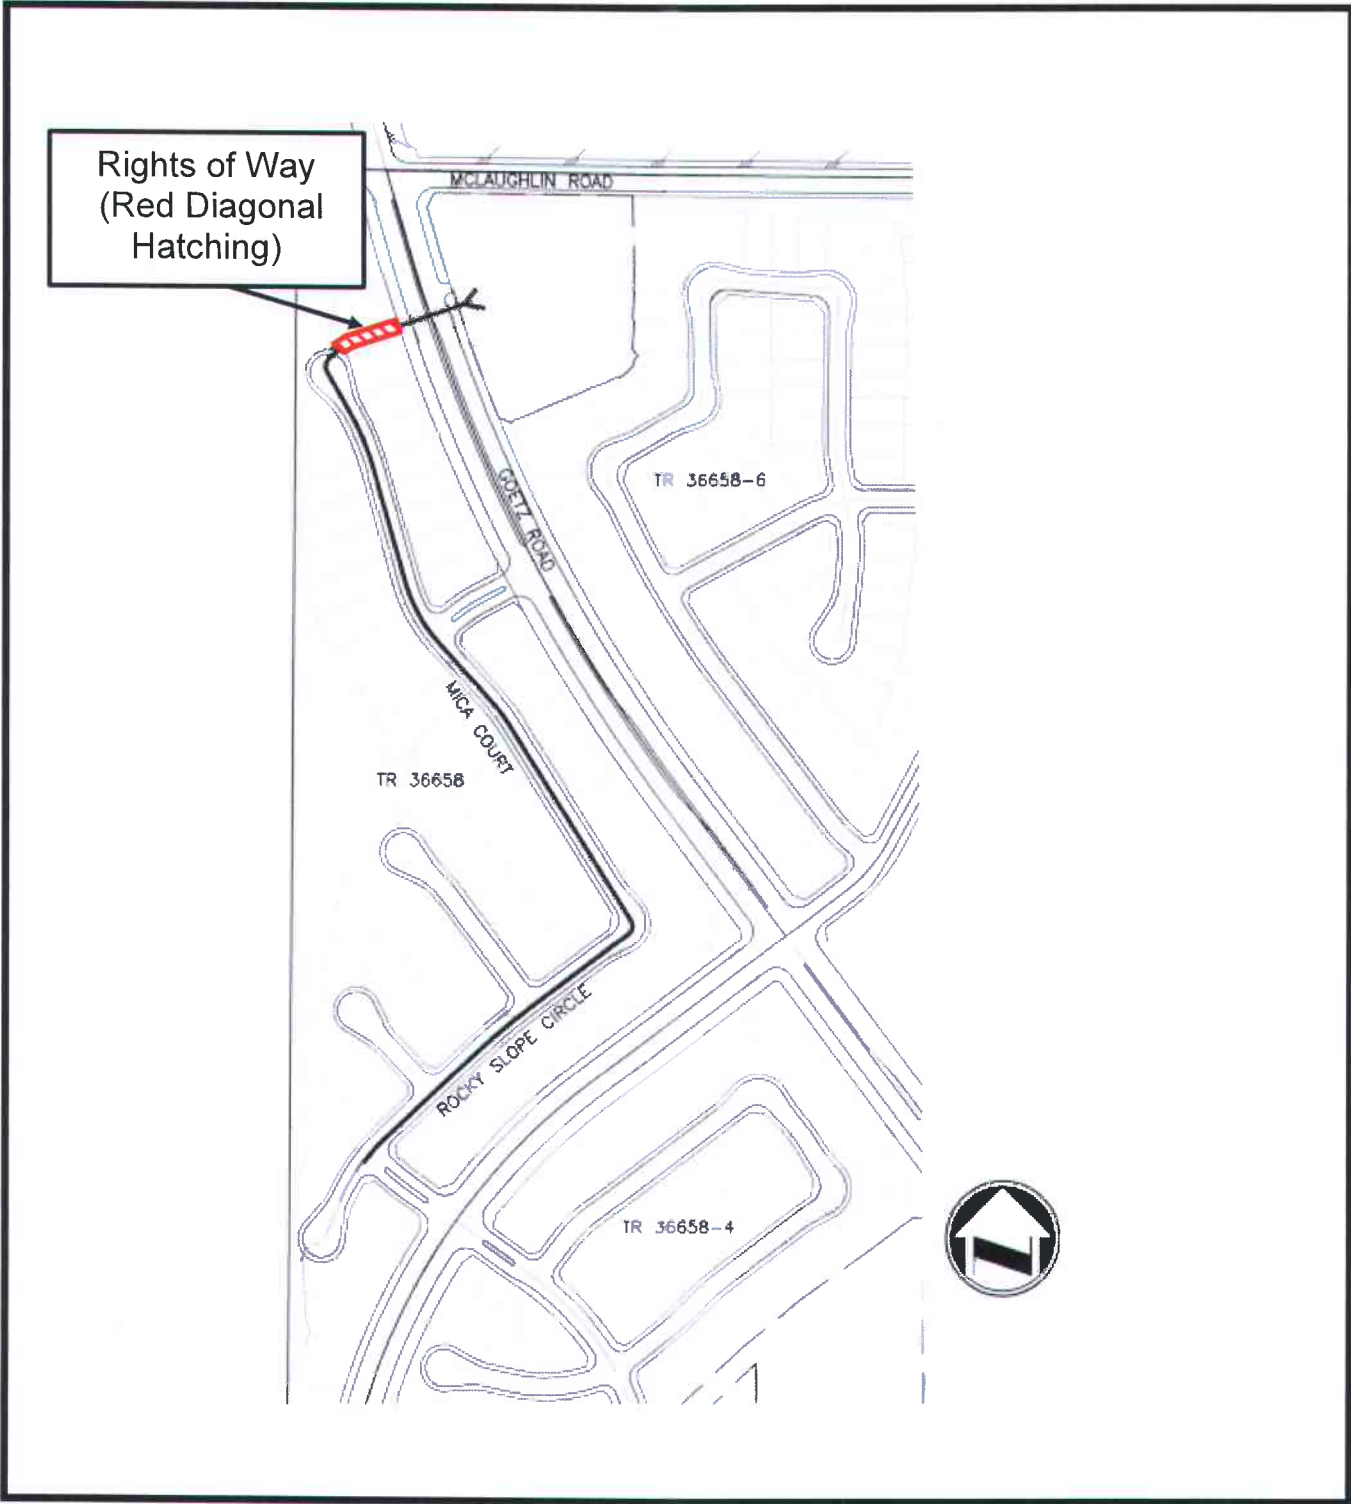 Rights of Way
(Red Diagonal
Hatching)
MCLAUGHLIN ROAD
GOETZ ROAD
TR 36658-6
MICA COURT
TR 36658
ROCKY SLOPE CIRCLE
TR 36658-4